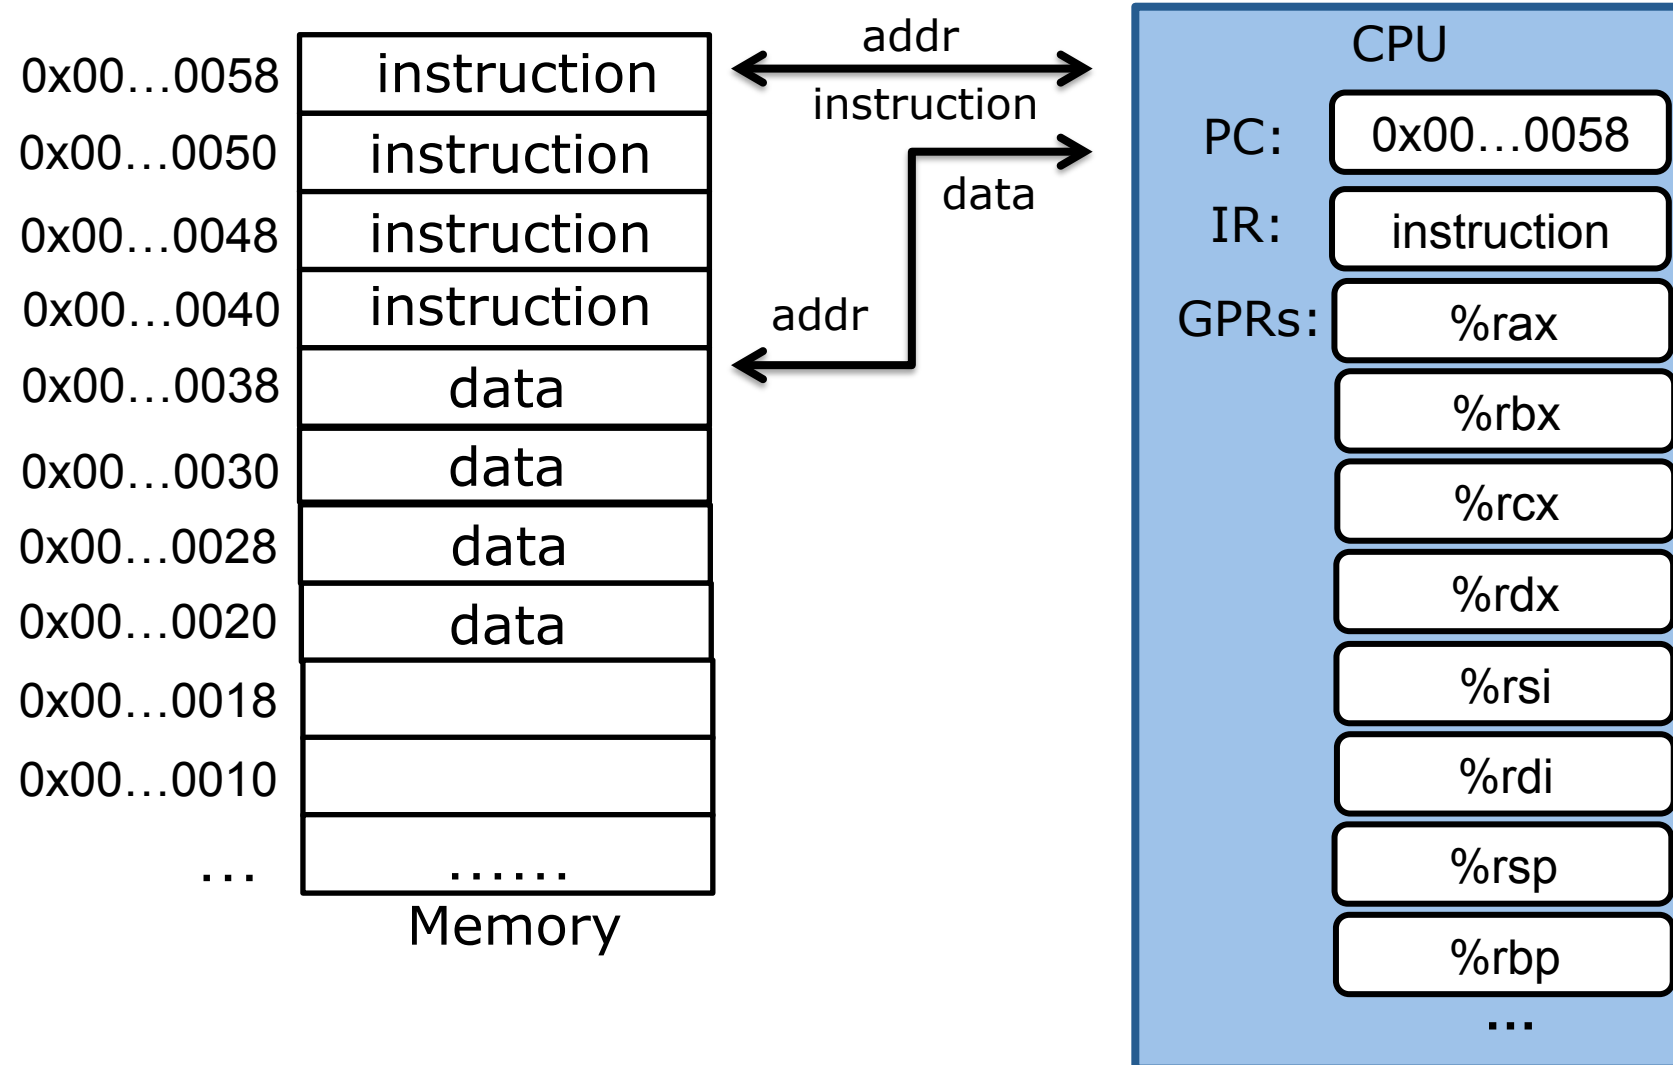 0x00…0058 instruction
0x00…0050 instruction
0x00…0048 instruction
0x00…0040 instruction
0x00…0038 data
0x00…0030 data
0x00…0028 data
0x00…0020 data
0x00…0018
0x00…0010
… ……
Memory
addr
instruction
data
addr
CPU
PC: 0x00…0058
IR: instruction
GPRs: %rax
%rbx
%rcx
%rdx
%rsi
%rdi
%rsp
%rbp
…